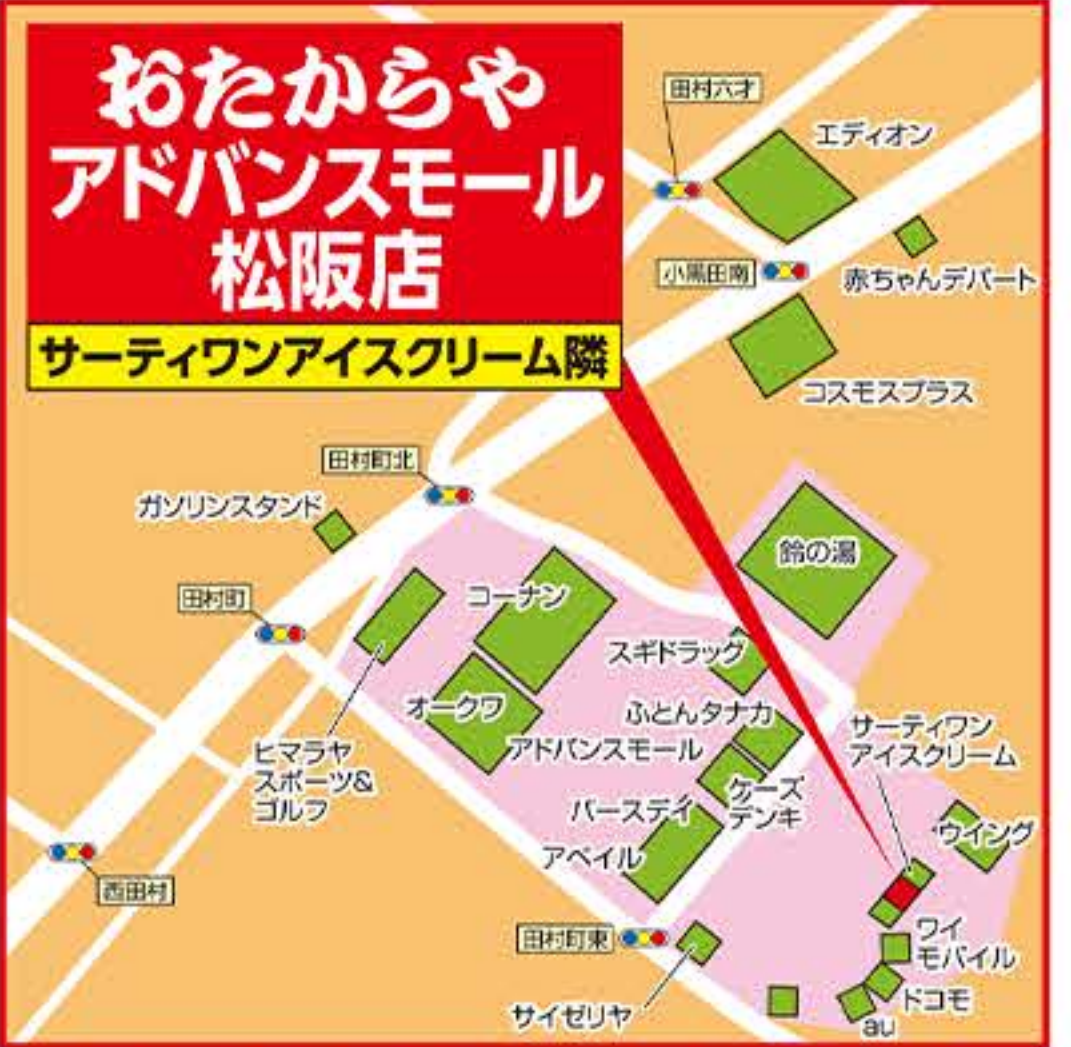 おたからや
アドバンスモール
松阪店
サーティワンアイスクリーム隣
田村六才
エディオン
小黒田南
赤ちゃんデパート
コスモスプラス
田村町北
ガソリンスタンド
鈴の湯
田村町
コーナン
スギドラッグ
オークワ
ふとんタナカ
アドバンスモール
サーティワン
アイスクリーム
ヒマラヤ
スポーツ&
ゴルフ
ケーズ
デンキ
バースデイ
アベイル
ウイング
西田村
田村町東
ワイ
モバイル
サイゼリヤ
ドコモ
au